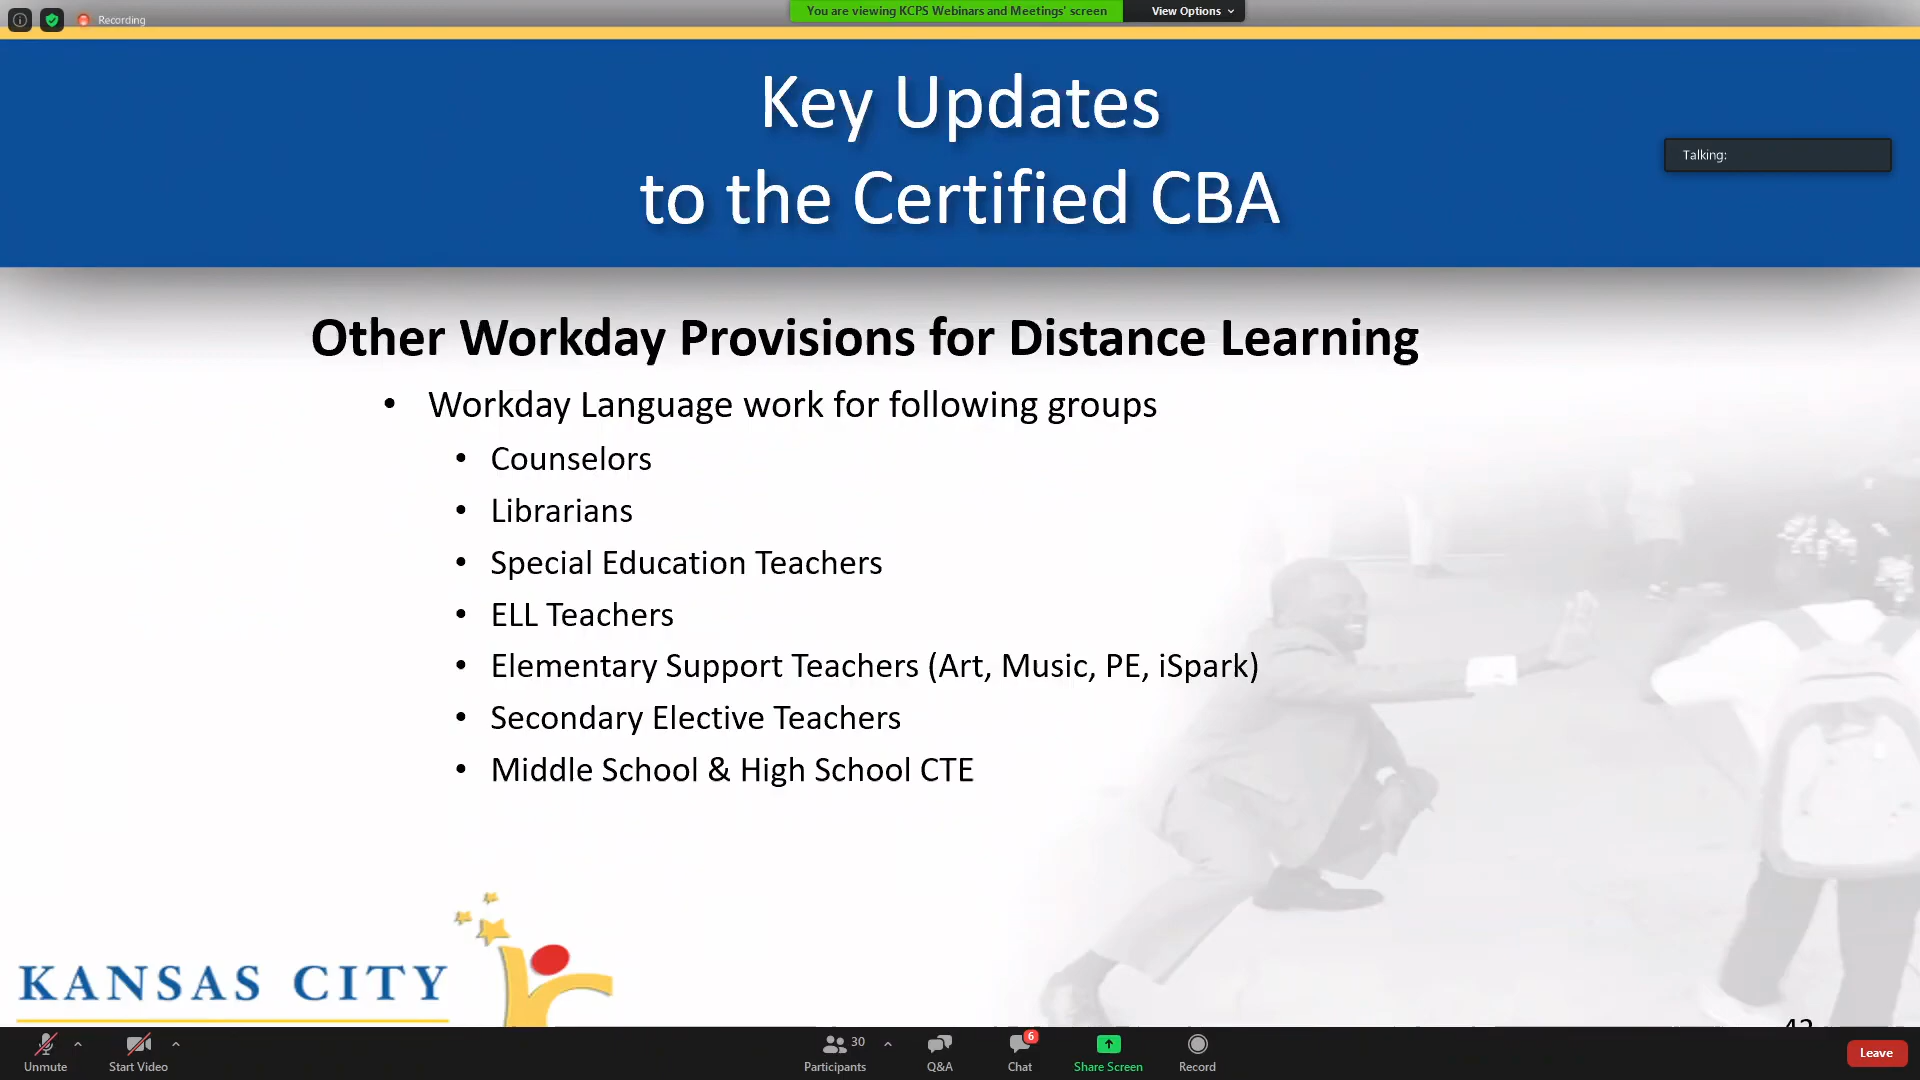 Recording
You are viewing KCPS Webinars and Meetings' screen
View Options
Key Updates
to the Certified CBA
Talking:
Other Workday Provisions for Distance Learning
• Workday Language work for following groups
• Counselors
• Librarians
• Special Education Teachers
• ELL Teachers
• Elementary Support Teachers (Art, Music, PE, iSpark)
• Secondary Elective Teachers
• Middle School & High School CTE
KANSAS CITY
Unmute
Start Video
30
Participants
Q&A
6
Chat
Share Screen
Record
Leave